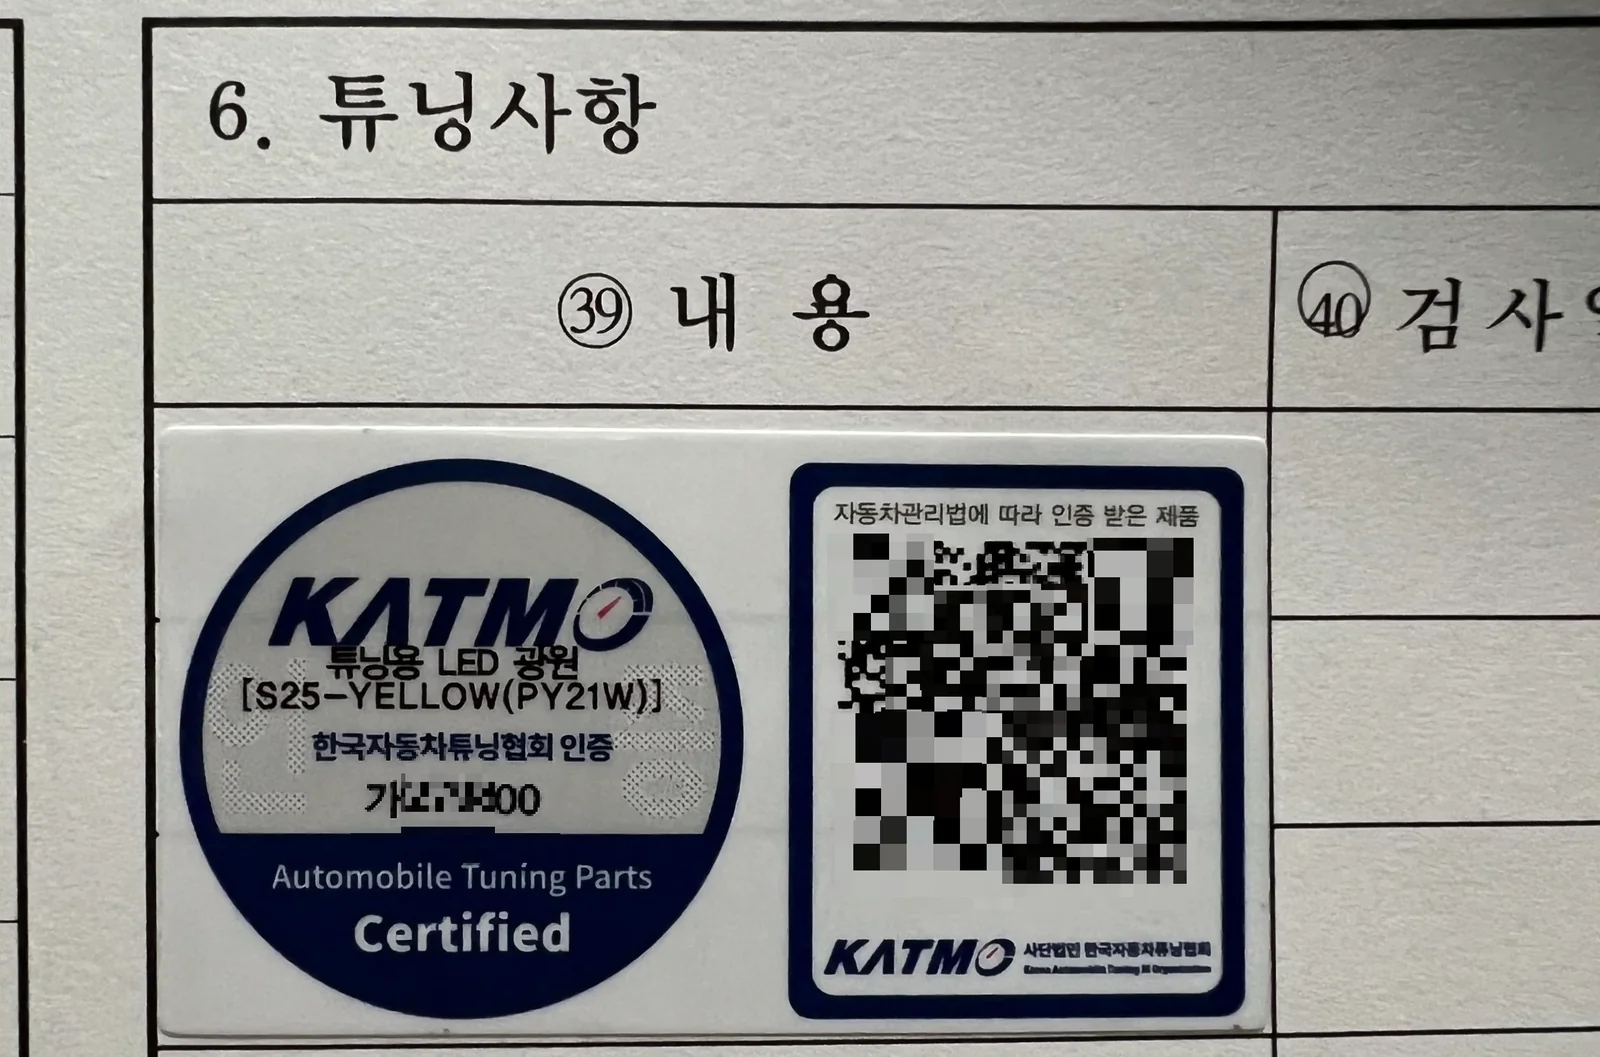 6. 튜닝사항
㊴ 내 용
㊵ 검 사
KATMO
튜닝용 LED 광원
[S25-YELLOW(PY21W)]
한국자동차튜닝협회 인증
Automobile Tuning Parts
Certified
자동차관리법에 따라 인증 받은 제품
KATMO 사단법인 한국자동차튜닝협회
Korea Automobile Tuning